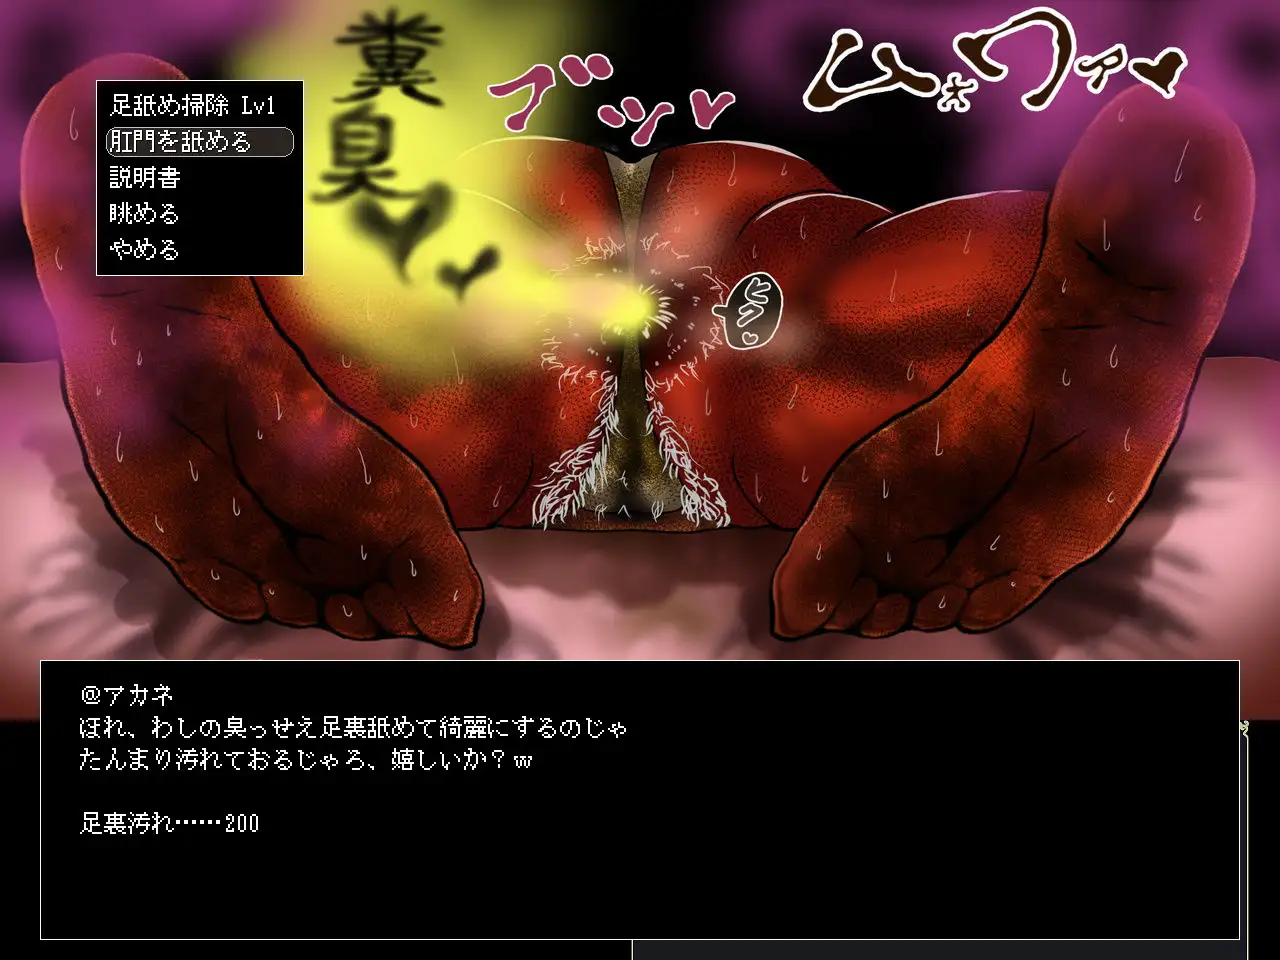 足舐め掃除 Lv1
肛門を舐める
説明書
眺める
やめる
糞臭♥♥
ブッ♥
ムォワァ♥
ヒク♡
@アカネ
ほれ、わしの臭っせえ足裏舐めて綺麗にするのじゃ
たんまり汚れておるじゃろ、嬉しいか？w
足裏汚れ……200